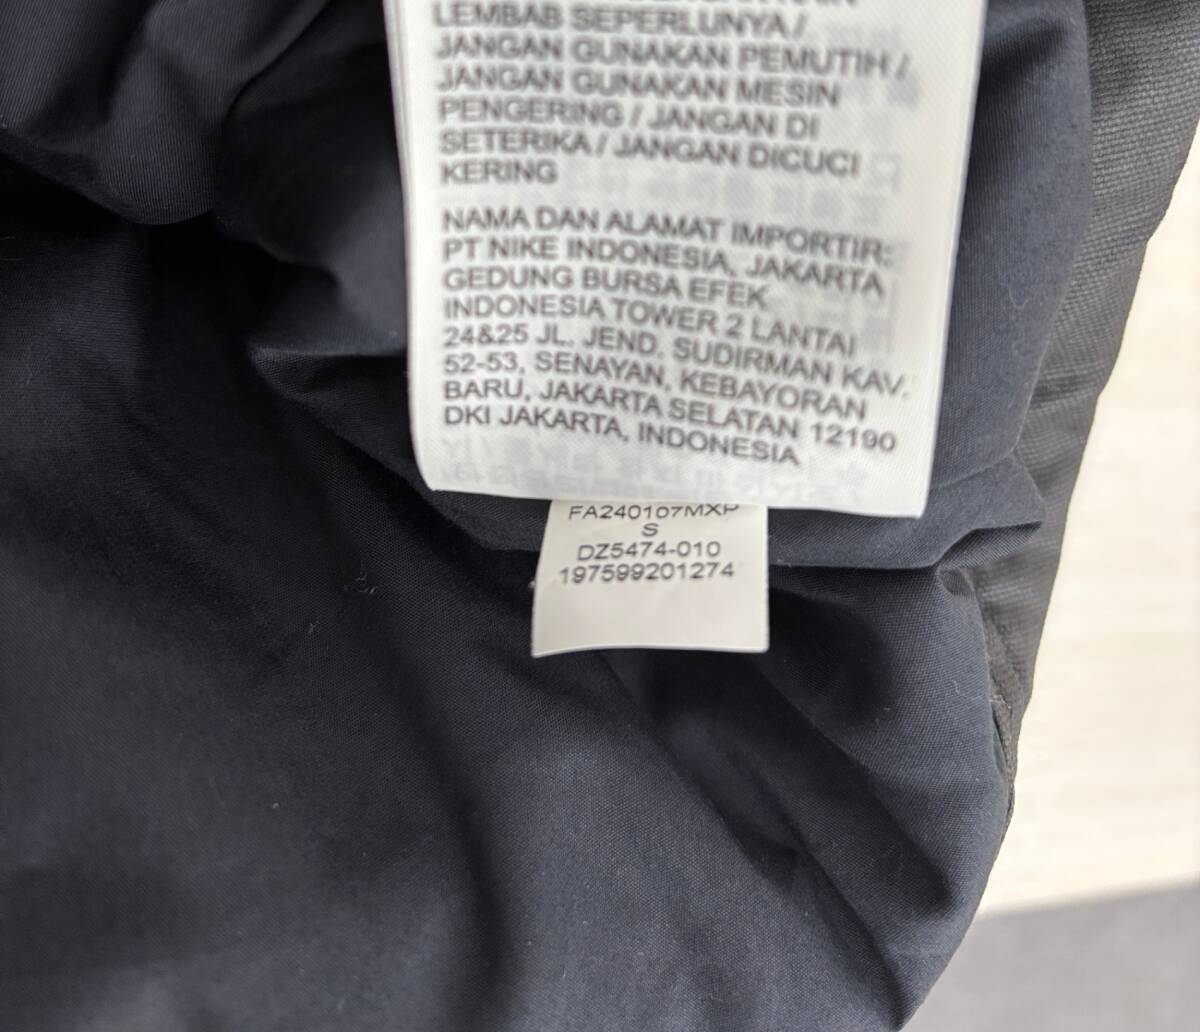 LEMBAB SEPERLUNYA /
JANGAN GUNAKAN PEMUTIH /
JANGAN GUNAKAN MESIN
PENGERING / JANGAN DI
SETERIKA / JANGAN DICUCI
KERING
NAMA DAN ALAMAT IMPORTIR:
PT NIKE INDONESIA, JAKARTA
GEDUNG BURSA EFEK
INDONESIA TOWER 2 LANTAI
24&25 JL. JEND. SUDIRMAN KAV.
52-53, SENAYAN, KEBAYORAN
BARU, JAKARTA SELATAN 12190
DKI JAKARTA, INDONESIA
FA240107MXP
S
DZ5474-010
197599201274